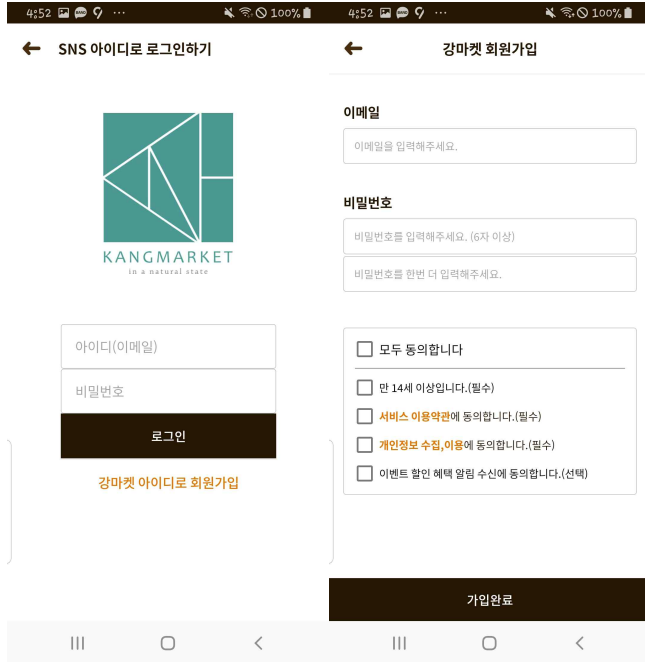 4:52 ... 100%
SNS 아이디로 로그인하기
KANGMARKET
in a natural state
아이디(이메일)
비밀번호
로그인
강마켓 아이디로 회원가입
4:52 ... 100%
강마켓 회원가입
이메일
이메일을 입력해주세요.
비밀번호
비밀번호를 입력해주세요. (6자 이상)
비밀번호를 한번 더 입력해주세요.
모두 동의합니다
만 14세 이상입니다.(필수)
서비스 이용약관에 동의합니다.(필수)
개인정보 수집,이용에 동의합니다.(필수)
이벤트 할인 혜택 알림 수신에 동의합니다.(선택)
가입완료